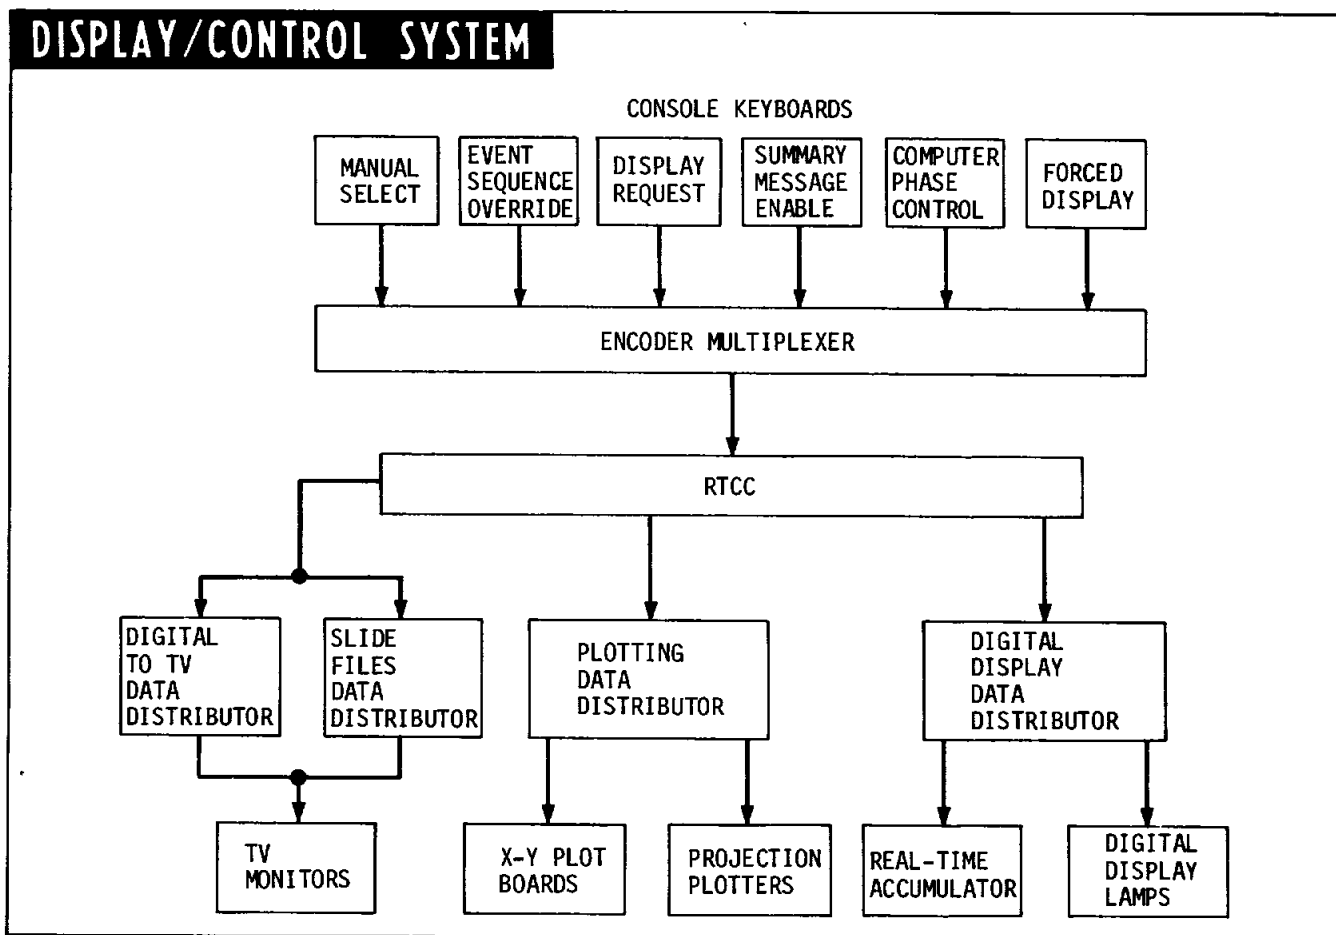 DISPLAY/CONTROL SYSTEM
CONSOLE KEYBOARDS
MANUAL
SELECT
EVENT
SEQUENCE
OVERRIDE
DISPLAY
REQUEST
SUMMARY
MESSAGE
ENABLE
COMPUTER
PHASE
CONTROL
FORCED
DISPLAY
ENCODER MULTIPLEXER
RTCC
DIGITAL
TO TV
DATA
DISTRIBUTOR
SLIDE
FILES
DATA
DISTRIBUTOR
PLOTTING
DATA
DISTRIBUTOR
DIGITAL
DISPLAY
DATA
DISTRIBUTOR
TV
MONITORS
X-Y PLOT
BOARDS
PROJECTION
PLOTTERS
REAL-TIME
ACCUMULATOR
DIGITAL
DISPLAY
LAMPS